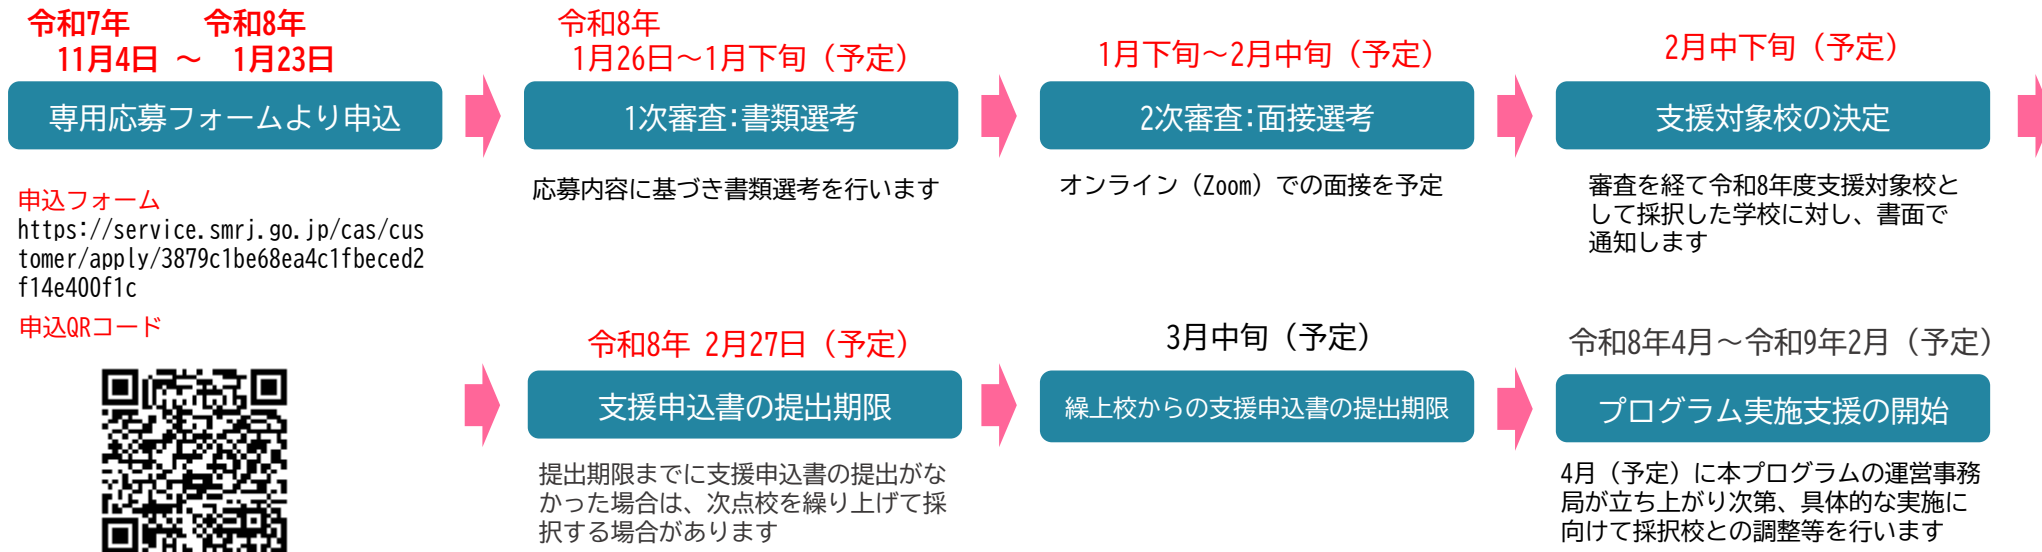 令和7年 令和8年
11月4日 ～ 1月23日
専用応募フォームより申込
申込フォーム
https://service.smrj.go.jp/cas/cus
tomer/apply/3879c1be68ea4c1fbeced2
f14e400f1c
申込QRコード
令和8年
1月26日～1月下旬（予定）
1次審査：書類選考
応募内容に基づき書類選考を行います
1月下旬～2月中旬（予定）
2次審査：面接選考
オンライン（Zoom）での面接を予定
2月中下旬（予定）
支援対象校の決定
審査を経て令和8年度支援対象校と
して採択した学校に対し、書面で
通知します
令和8年 2月27日（予定）
支援申込書の提出期限
提出期限までに支援申込書の提出がな
かった場合は、次点校を繰り上げて採
択する場合があります
3月中旬（予定）
繰上校からの支援申込書の提出期限
令和8年4月～令和9年2月（予定）
プログラム実施支援の開始
4月（予定）に本プログラムの運営事務
局が立ち上がり次第、具体的な実施に
向けて採択校との調整等を行います